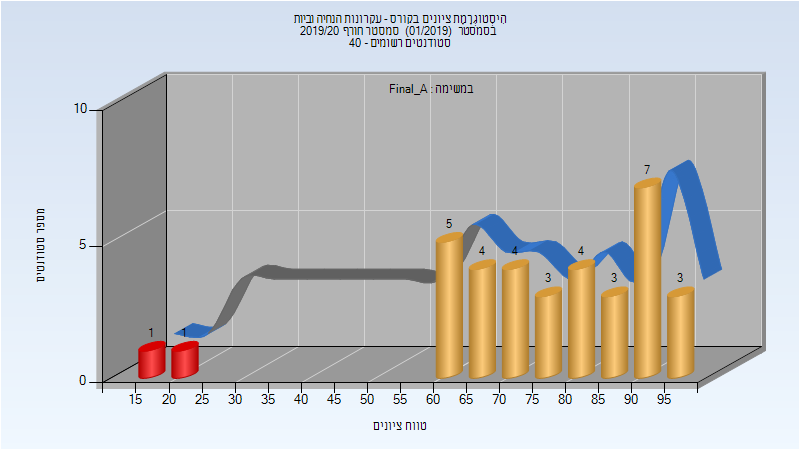 היסטוגרמת ציונים בקורס - עקרונות הנחיה וביות
בסמסטר (01/2019) סמסטר חורף 2019/20
סטודנטים רשומים - 40
במשימה : Final_A
10
5
0
מספר סטודנטים
1
1
5
4
4
3
4
3
7
3
15 20 25 30 35 40 45 50 55 60 65 70 75 80 85 90 95
טווח ציונים